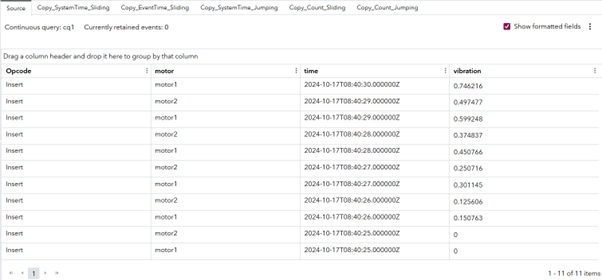 Source Copy_SystemTime_Sliding Copy_EventTime_Sliding Copy_SystemTime_Jumping Copy_Count_Sliding Copy_Count_Jumping
Continuous query: cq1 Currently retained events: 0 Show formatted fields
Drag a column header and drop it here to group by that column
Opcode motor time vibration
Insert motor1 2024-10-17T08:40:30.000000Z 0.746216
Insert motor2 2024-10-17T08:40:29.000000Z 0.497477
Insert motor1 2024-10-17T08:40:29.000000Z 0.599248
Insert motor2 2024-10-17T08:40:28.000000Z 0.374837
Insert motor1 2024-10-17T08:40:28.000000Z 0.450766
Insert motor2 2024-10-17T08:40:27.000000Z 0.250716
Insert motor1 2024-10-17T08:40:27.000000Z 0.301145
Insert motor2 2024-10-17T08:40:26.000000Z 0.125606
Insert motor1 2024-10-17T08:40:26.000000Z 0.150763
Insert motor2 2024-10-17T08:40:25.000000Z 0
Insert motor1 2024-10-17T08:40:25.000000Z 0
1 1 - 11 of 11 items